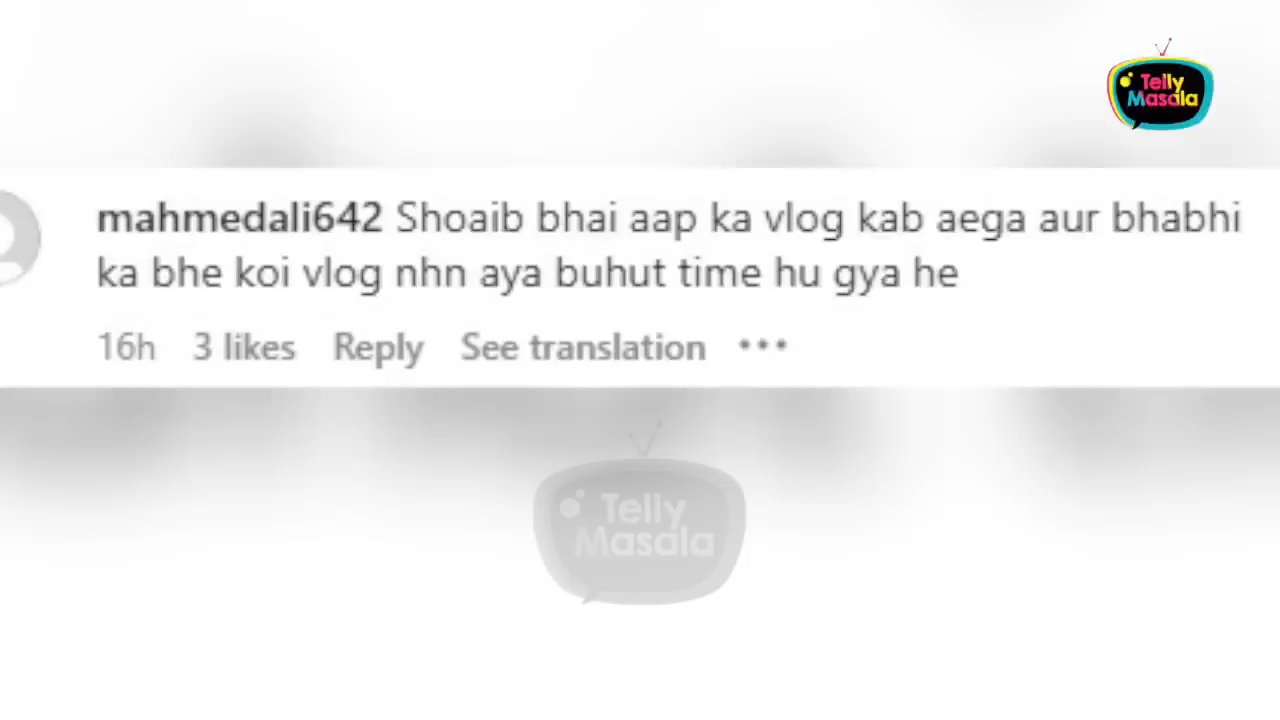 Telly
Masala
mahmedali642 Shoaib bhai aap ka vlog kab aega aur bhabhi
ka bhe koi vlog nhn aya buhut time hu gya he
16h 3 likes Reply See translation •••
Telly
Masala